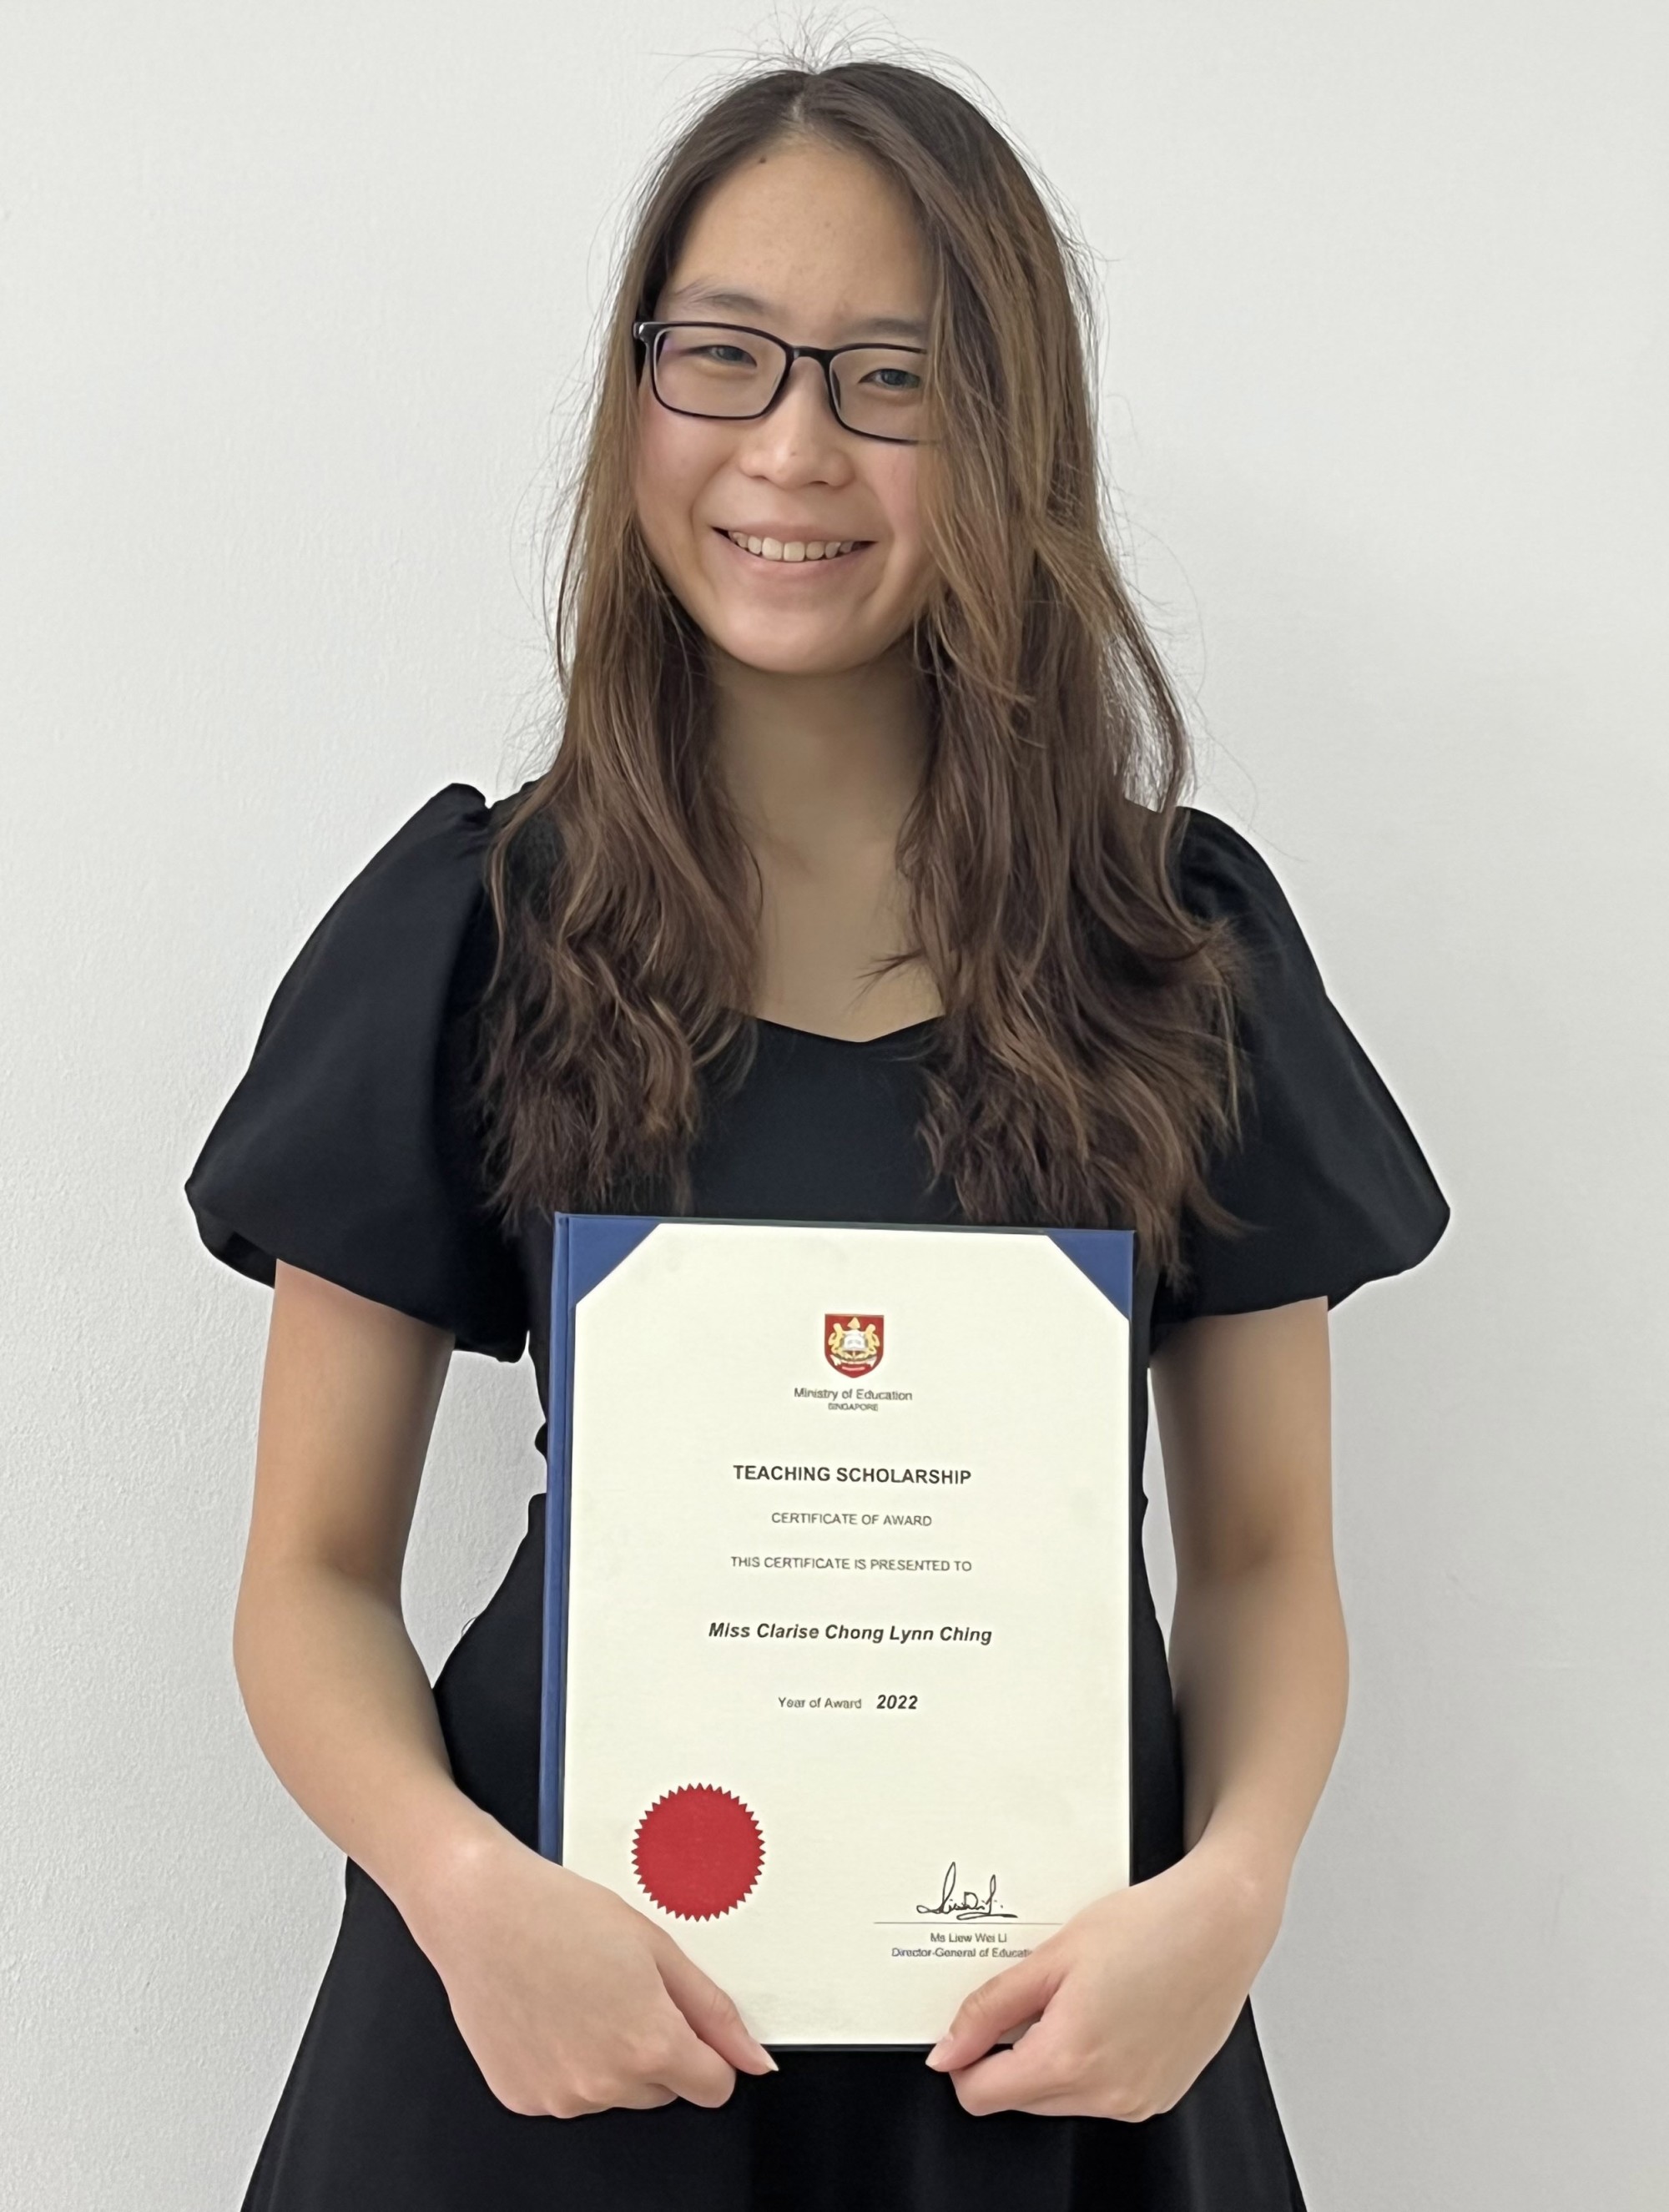 Ministry of Education
SINGAPORE
TEACHING SCHOLARSHIP
CERTIFICATE OF AWARD
THIS CERTIFICATE IS PRESENTED TO
Miss Clarise Chong Lynn Ching
Year of Award 2022
Ms Liew Wei Li
Director-General of